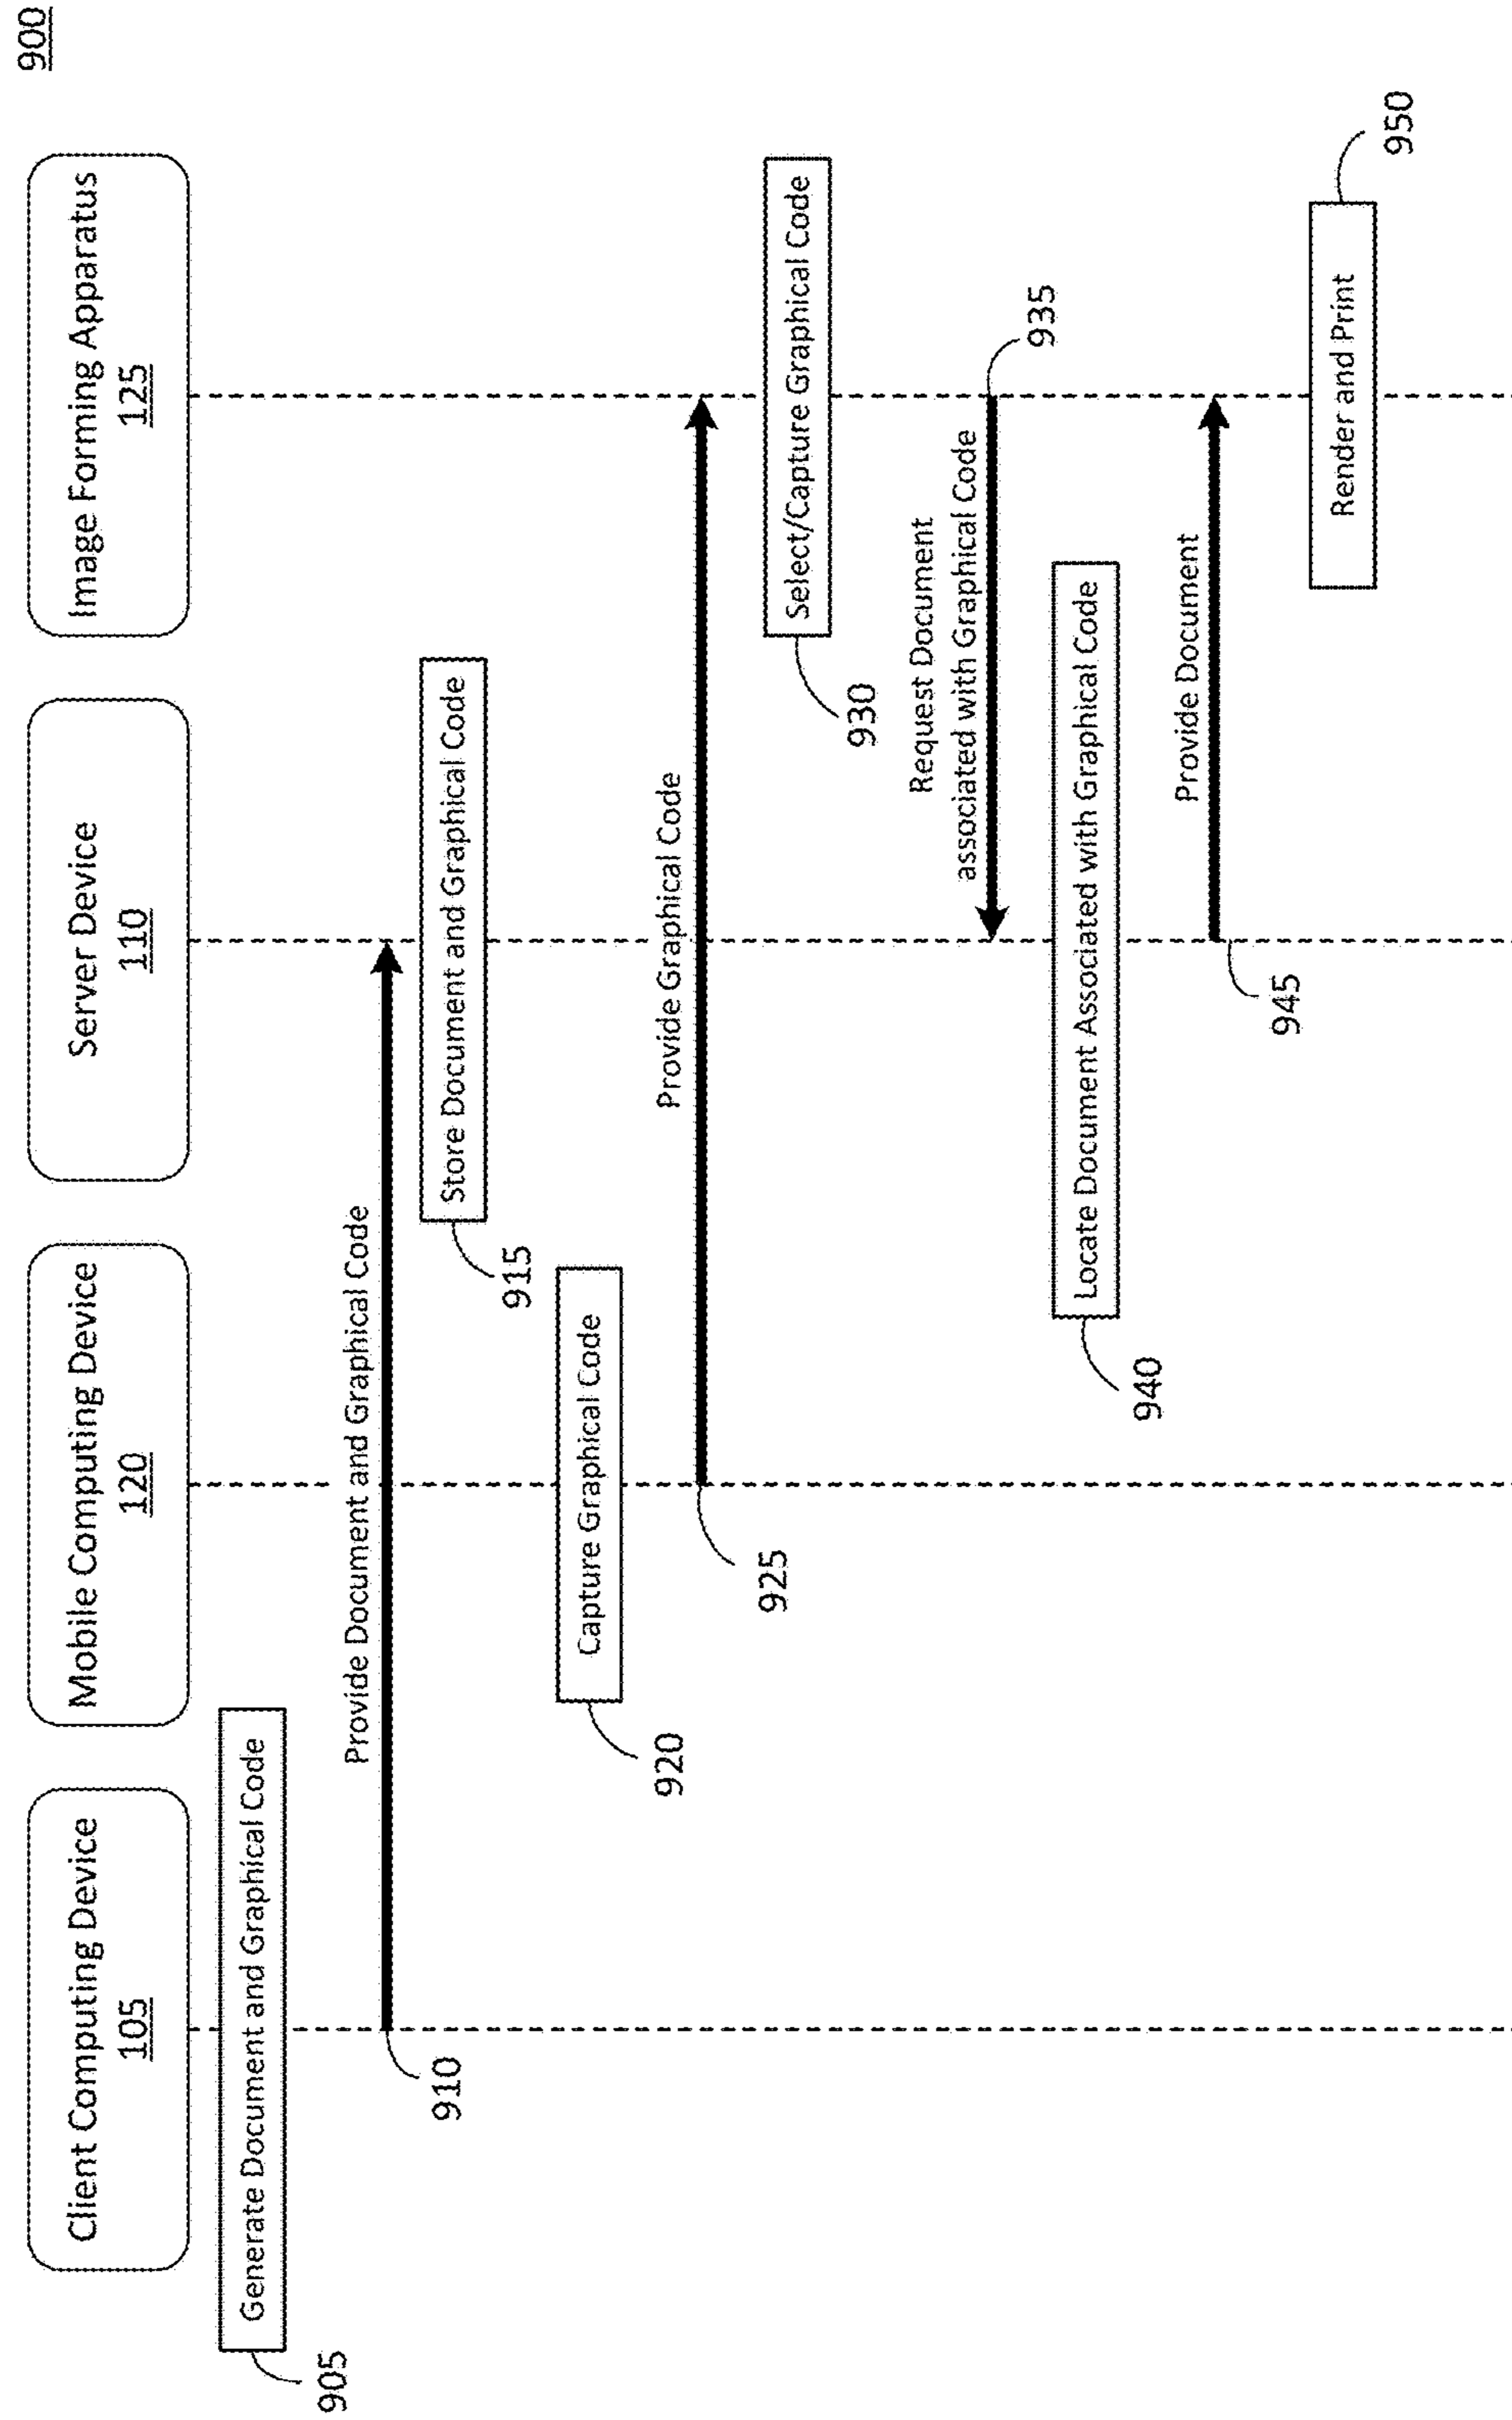 900
Client Computing Device
105
Mobile Computing Device
120
Server Device
110
Image Forming Apparatus
125
Generate Document and Graphical Code
905
Provide Document and Graphical Code
910
Store Document and Graphical Code
915
Capture Graphical Code
920
Provide Graphical Code
925
Select/Capture Graphical Code
930
Request Document
associated with Graphical Code
935
Locate Document Associated with Graphical Code
940
Provide Document
945
Render and Print
950